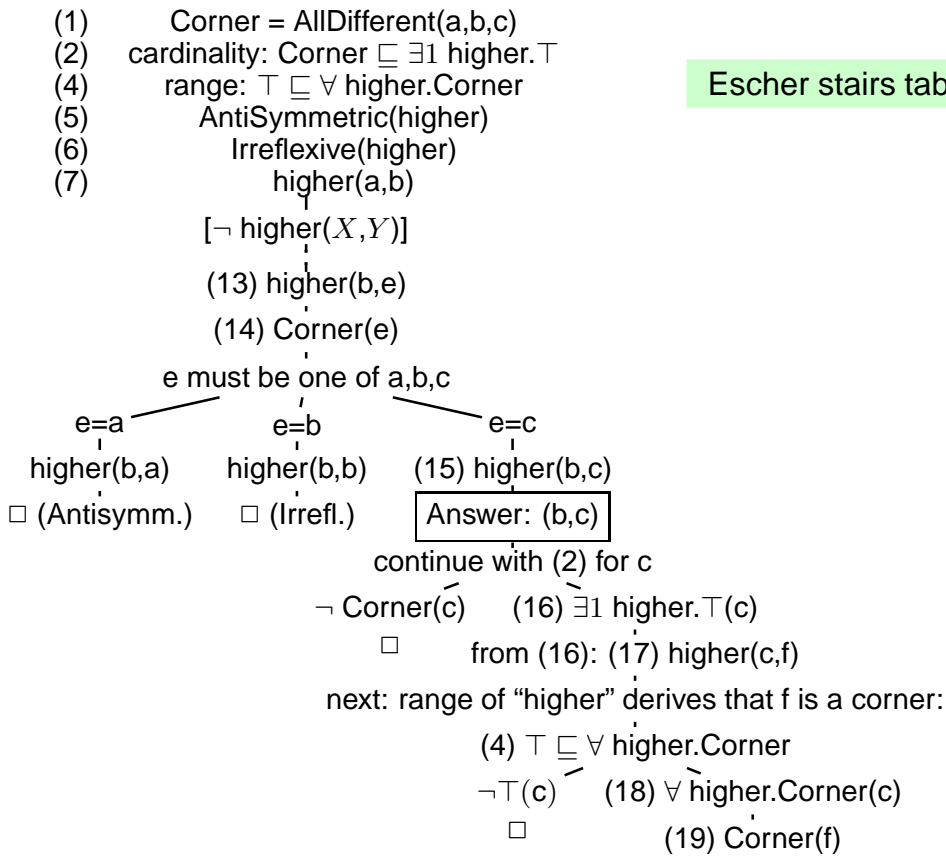 (1) Corner = AllDifferent(a,b,c)
(2) cardinality: Corner ⊑ ∃1 higher.⊤
(4) range: ⊤ ⊑ ∀ higher.Corner
Escher stairs tab
(5) AntiSymmetric(higher)
(6) Irreflexive(higher)
(7) higher(a,b)
[¬ higher(X,Y)]
(13) higher(b,e)
(14) Corner(e)
e must be one of a,b,c
e=a e=b e=c
higher(b,a) higher(b,b) (15) higher(b,c)
□ (Antisymm.) □ (Irrefl.) Answer: (b,c)
continue with (2) for c
¬ Corner(c) (16) ∃1 higher.⊤(c)
□ from (16): (17) higher(c,f)
next: range of “higher” derives that f is a corner:
(4) ⊤ ⊑ ∀ higher.Corner
¬⊤(c) (18) ∀ higher.Corner(c)
□ (19) Corner(f)